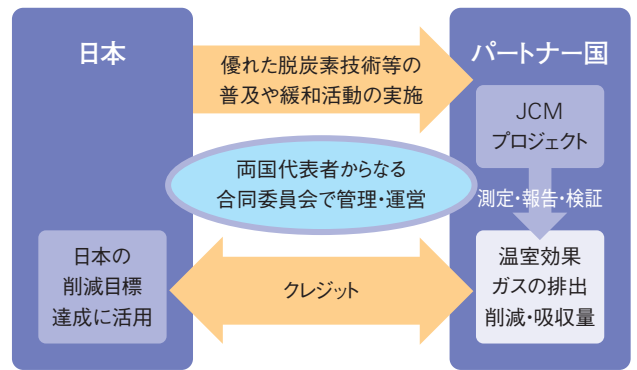 日本
優れた脱炭素技術等の
普及や緩和活動の実施
パートナー国
JCM
プロジェクト
両国代表者からなる
合同委員会で管理・運営
測定・報告・検証
日本の
削減目標
達成に活用
クレジット
温室効果
ガスの排出
削減・吸収量